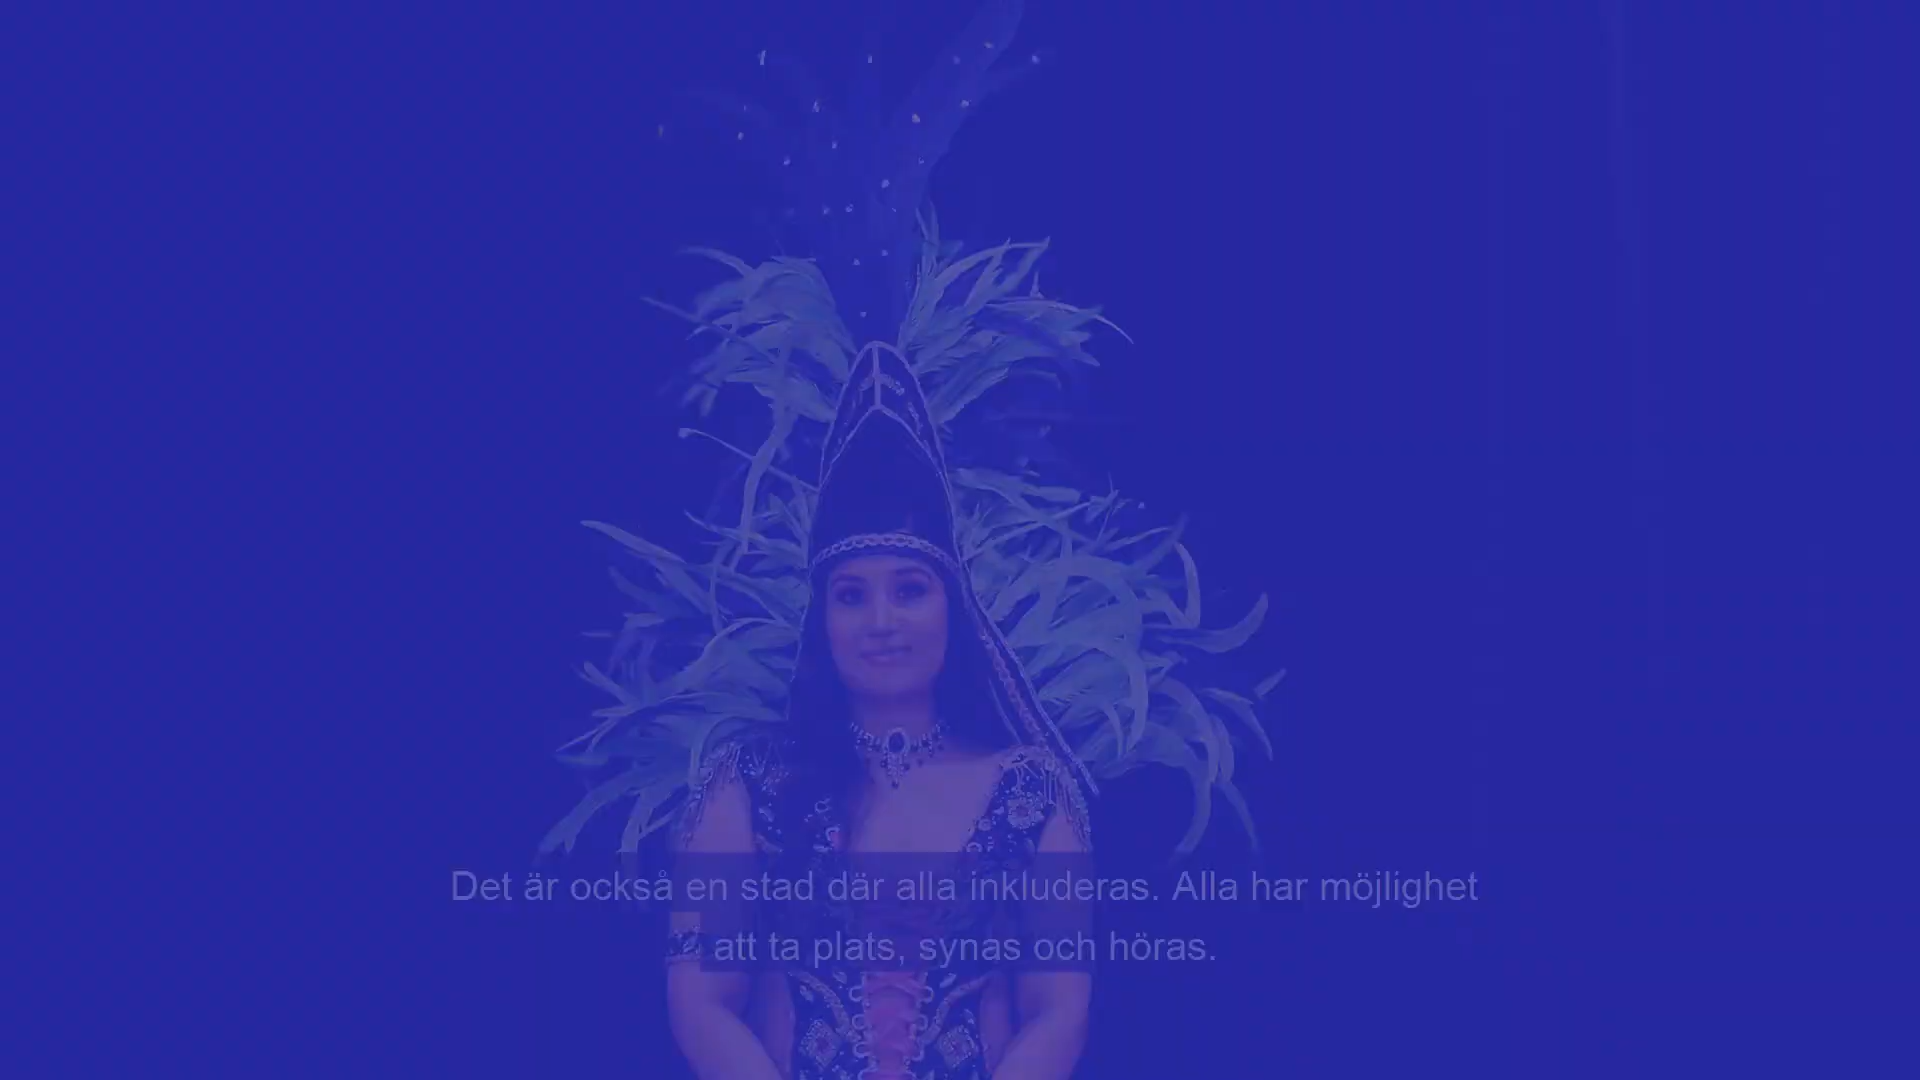 Det är också en stad där alla inkluderas. Alla har möjlighet
att ta plats, synas och höras.